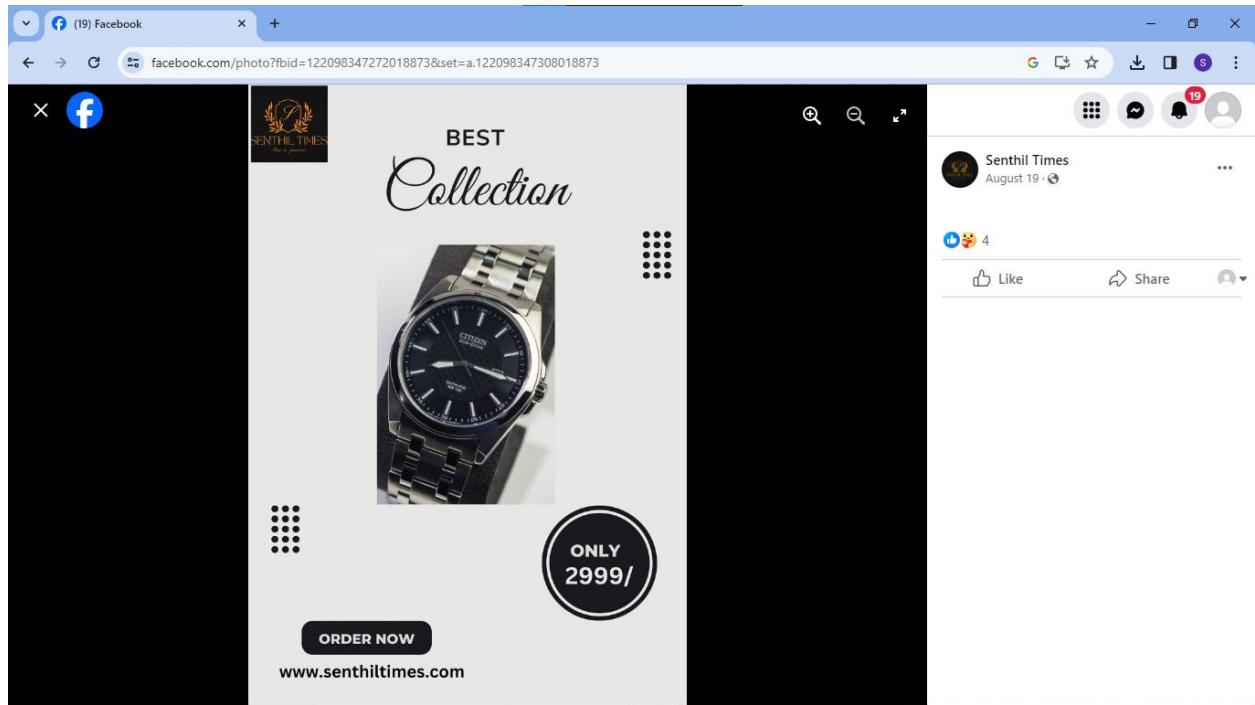 (19) Facebook
facebook.com/photo?fbid=122098347272018873&set=a.122098347308018873
G
S
SENTHIL TIMES
BEST
Collection
CITIZEN
ONLY
2999/
ORDER NOW
www.senthiltimes.com
19
Senthil Times
August 19
4
Like
Share